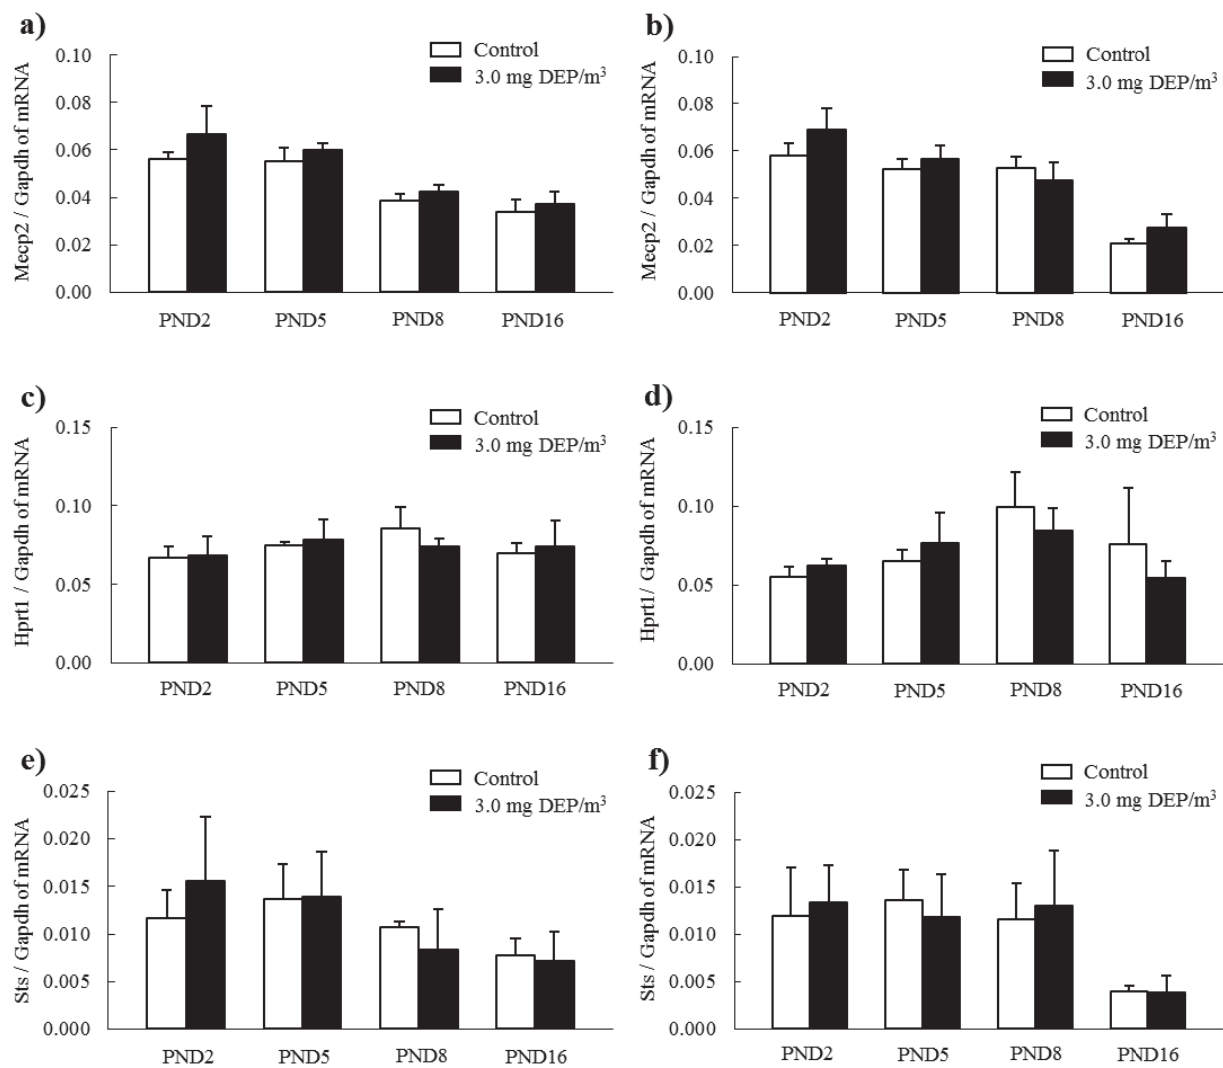 a)
Control
3.0 mg DEP/m³
Mecp2 / Gapdh of mRNA
0.10
0.08
0.06
0.04
0.02
0.00
PND2 PND5 PND8 PND16
b)
Control
3.0 mg DEP/m³
Mecp2 / Gapdh of mRNA
0.10
0.08
0.06
0.04
0.02
0.00
PND2 PND5 PND8 PND16
c)
Control
3.0 mg DEP/m³
Hprt1 / Gapdh of mRNA
0.15
0.10
0.05
0.00
PND2 PND5 PND8 PND16
d)
Control
3.0 mg DEP/m³
Hprt1/ Gapdh of mRNA
0.15
0.10
0.05
0.00
PND2 PND5 PND8 PND16
e)
Control
3.0 mg DEP/m³
Sts / Gapdh of mRNA
0.025
0.020
0.015
0.010
0.005
0.000
PND2 PND5 PND8 PND16
f)
Control
3.0 mg DEP/m³
Sts / Gapdh of mRNA
0.025
0.020
0.015
0.010
0.005
0.000
PND2 PND5 PND8 PND16